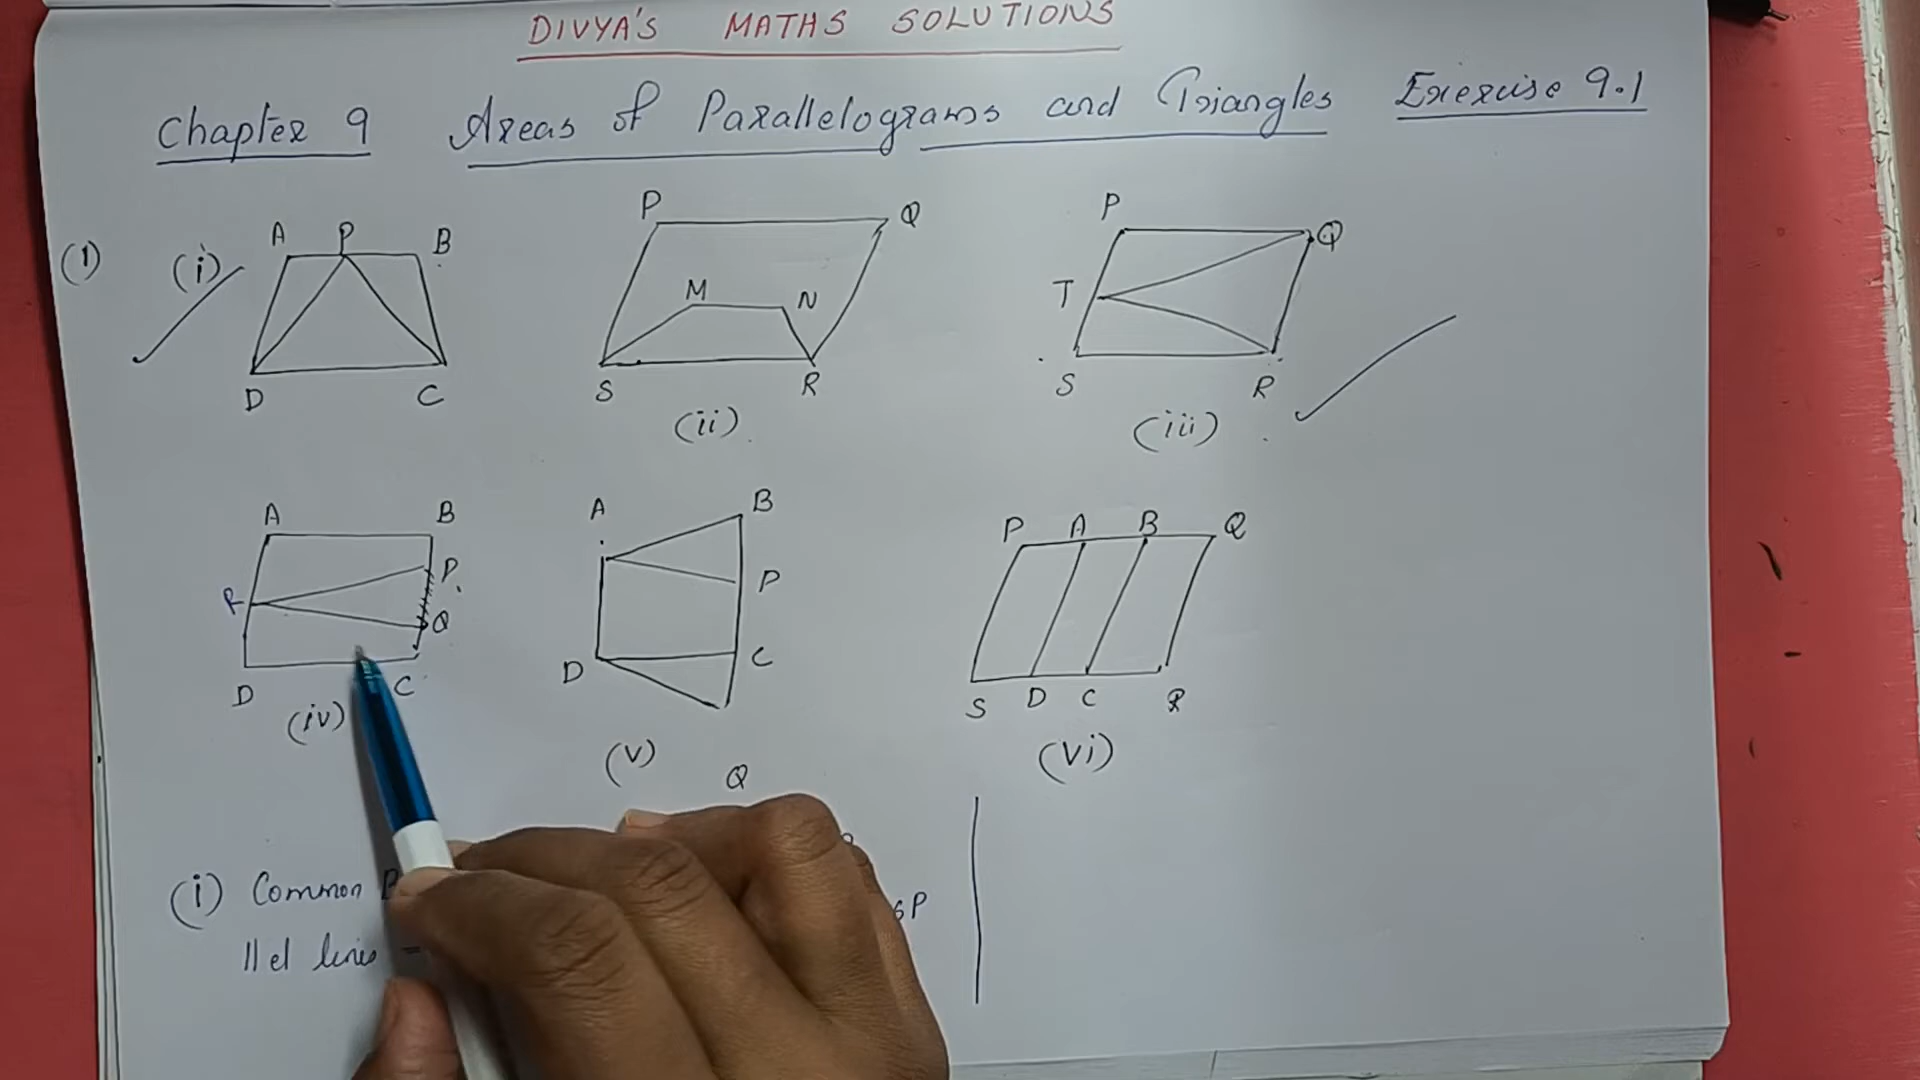 DIVYA'S MATHS SOLUTIONS
Chapter 9 Areas of Parallelograms and Triangles Exercise 9.1
(1) (i) A P B
D C
P Q
M N
S R
(ii)
P Q
T
S R
(iii)
A B
R P
Q
D C
(iv)
A B
P
D C
(v)
Q
P A B Q
S D C R
(vi)
(i) Common
P
llel lines